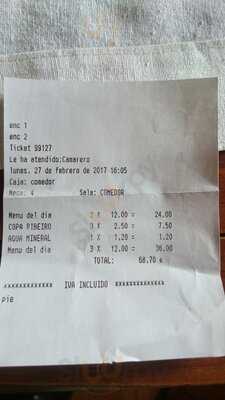 enc 1
enc 2
Ticket 99127
Le ha atendido:Camarero
lunes, 27 de febrero de 2017 16:05
Caja: comedor
Mesa: 4 Sala: COMEDOR
Menu del dia 2 X 12.00 = 24.00
COPA RIBEIRO 3 X 2.50 = 7.50
AGUA MINERAL 1 X 1.20 = 1.20
Menu del dia 3 X 12.00 = 36.00
TOTAL: 68.70 €
xxxxxxxxxxxx IVA INCLUIDO xxxxxxxxxxxx
pie